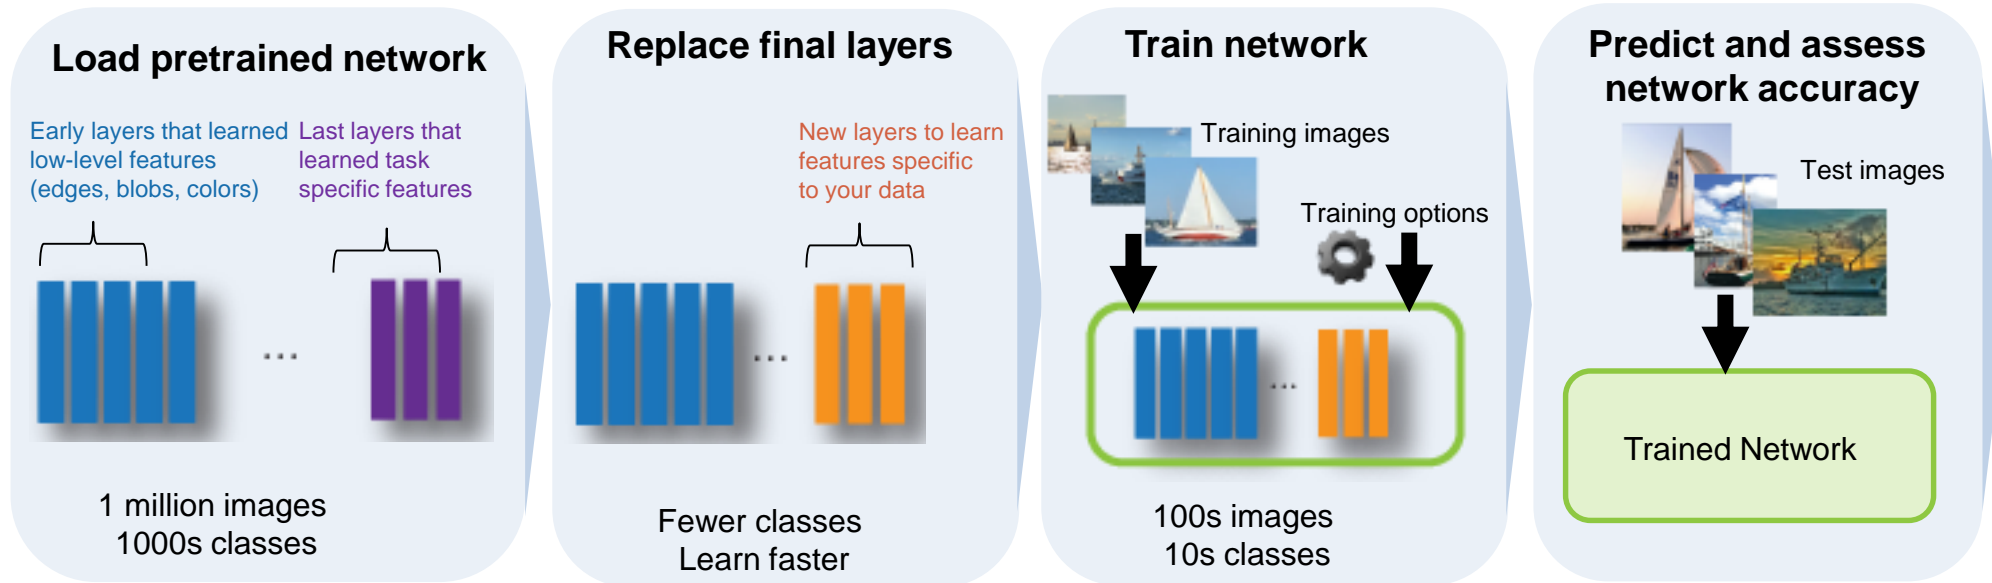 Load pretrained network
Early layers that learned
low-level features
(edges, blobs, colors)
Last layers that
learned task
specific features
...
1 million images
1000s classes
Replace final layers
New layers to learn
features specific
to your data
...
Fewer classes
Learn faster
Train network
Training images
Training options
...
100s images
10s classes
Predict and assess
network accuracy
Test images
Trained Network